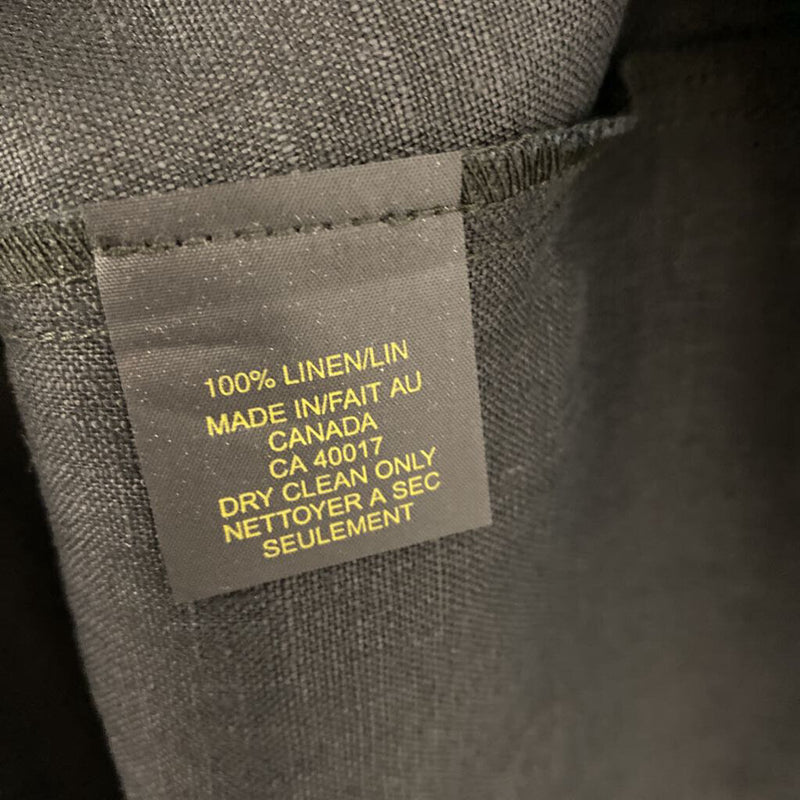 100% LINEN/LIN
MADE IN/FAIT AU
CANADA
CA 40017
DRY CLEAN ONLY
NETTOYER A SEC
SEULEMENT